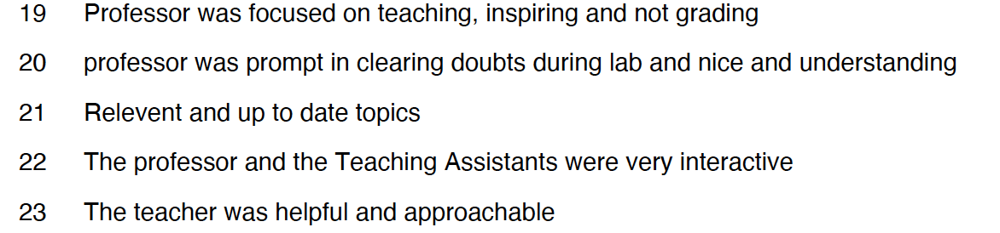 19 Professor was focused on teaching, inspiring and not grading
20 professor was prompt in clearing doubts during lab and nice and understanding
21 Relevent and up to date topics
22 The professor and the Teaching Assistants were very interactive
23 The teacher was helpful and approachable